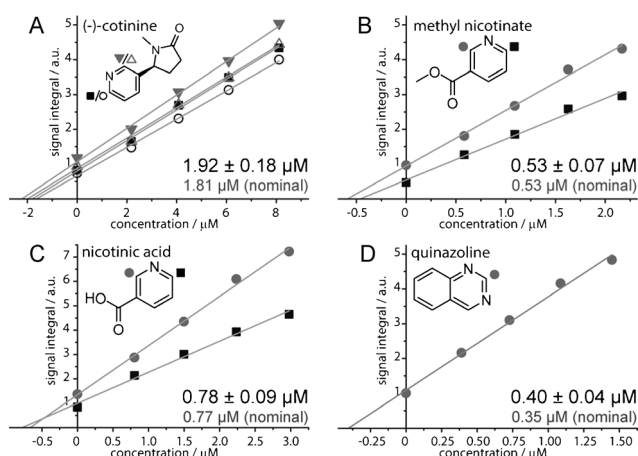 A
(-)-cotinine
N
O
N
▼/△
■/O
signal integral / a.u.
5
4
3
2
1
1.92 ± 0.18 µM
1.81 µM (nominal)
-2 0 2 4 6 8
concentration / µM
B
methyl nicotinate
N
O
O
signal integral / a.u.
5
4
3
2
1
0.53 ± 0.07 µM
0.53 µM (nominal)
-0.5 0 0.5 1.0 1.5 2.0
concentration / µM
C
nicotinic acid
N
HO
O
signal integral / a.u.
7
6
5
4
3
2
1
0.78 ± 0.09 µM
0.77 µM (nominal)
-0.5 0 0.5 1.0 1.5 2.0 2.5 3.0
concentration / µM
D
quinazoline
N
N
signal integral / a.u.
5
4
3
2
1
0.40 ± 0.04 µM
0.35 µM (nominal)
-0.25 0 0.25 0.50 0.75 1.00 1.25 1.50
concentration / µM